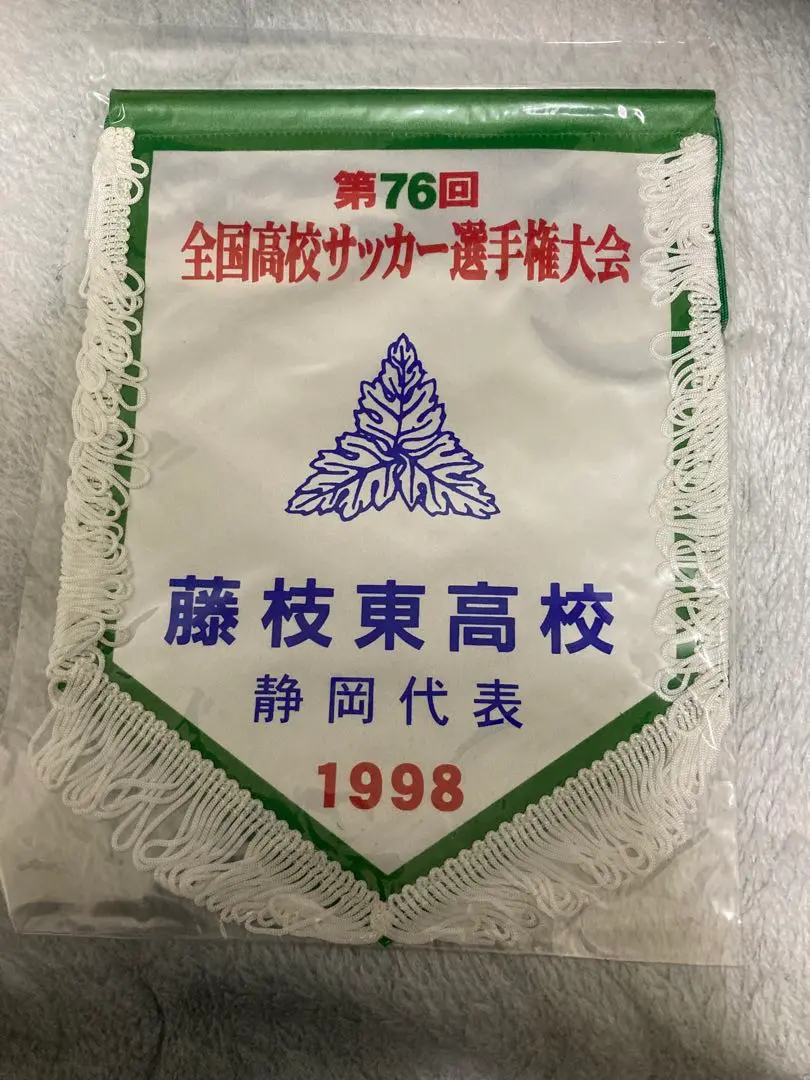 第76回
全国高校サッカー選手権大会
藤枝東高校
静岡代表
1998